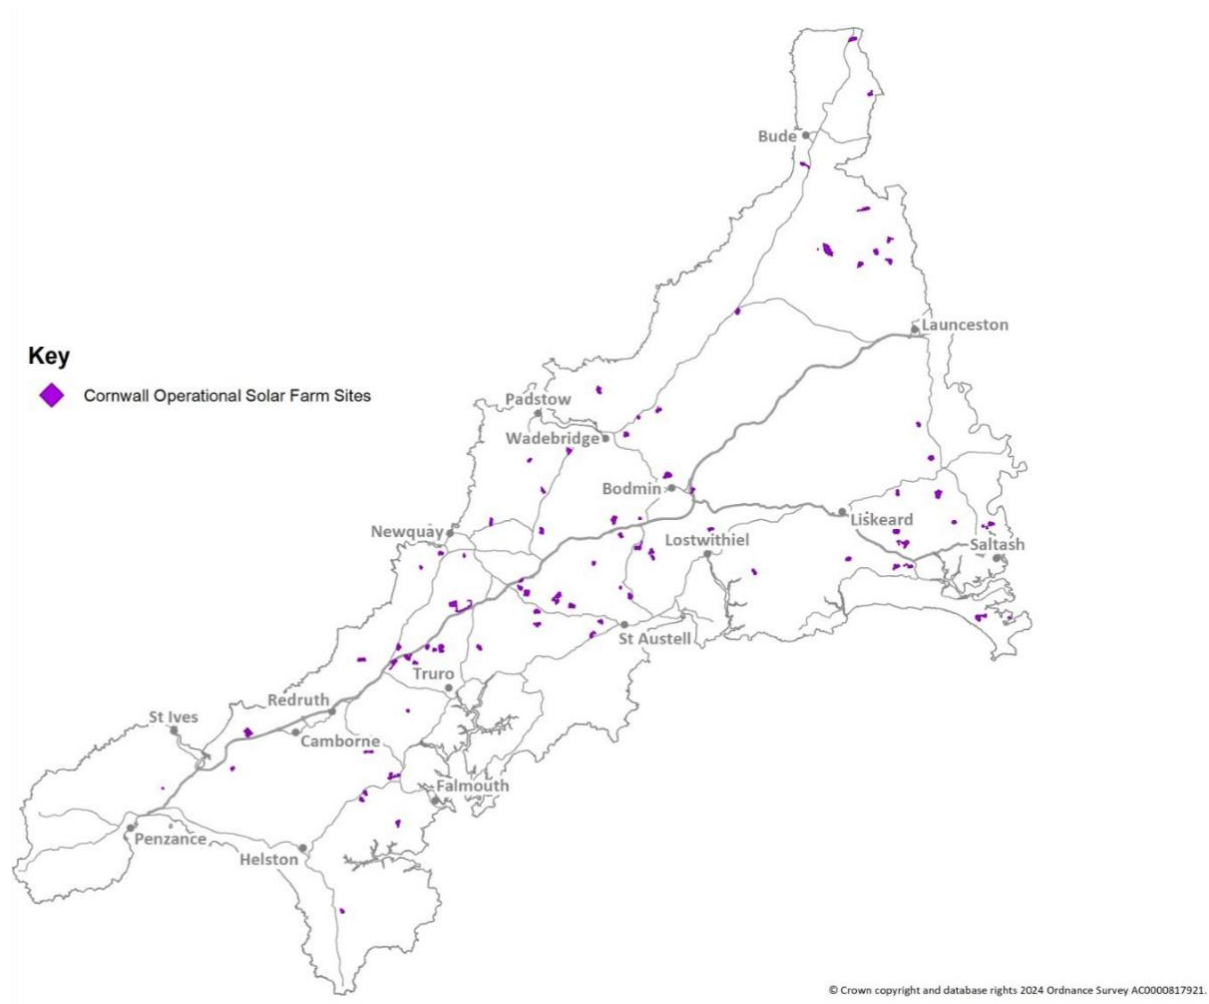 Bude
Launceston
Key
Cornwall Operational Solar Farm Sites
Padstow
Wadebridge
Bodmin
Liskeard
Newquay
Lostwithiel
Saltash
St Austell
Truro
Redruth
St Ives
Camborne
Falmouth
Penzance
Helston
© Crown copyright and database rights 2024 Ordnance Survey AC0000817921.